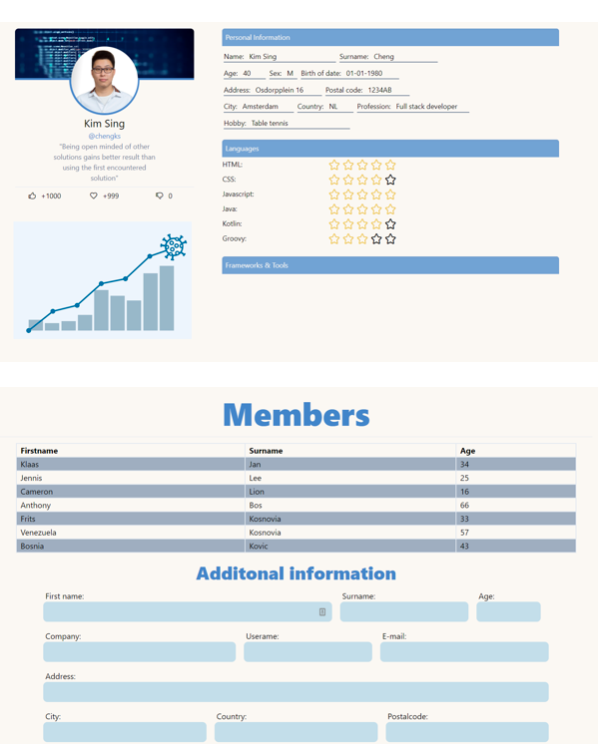 Kim Sing
@chengks
"Being open minded of other
solutions gains better result than
using the first encountered
solution"
+1000 +999 0
Personal Information
Name: Kim Sing Surname: Cheng
Age: 40 Sex: M Birth of date: 01-01-1980
Address: Osdorpplein 16 Postal code: 1234AB
City: Amsterdam Country: NL Profession: Full stack developer
Hobby: Table tennis
Languages
HTML:
CSS:
Javascript:
Java:
Kotlin:
Groovy:
Frameworks & Tools
Members
Firstname Surname Age
Klaas Jan 34
Jennis Lee 25
Cameron Lion 16
Anthony Bos 66
Frits Kosnovia 33
Venezuela Kosnovia 57
Bosnia Kovic 43
Additonal information
First name: Surname: Age:
Company: Userame: E-mail:
Address:
City: Country: Postalcode: